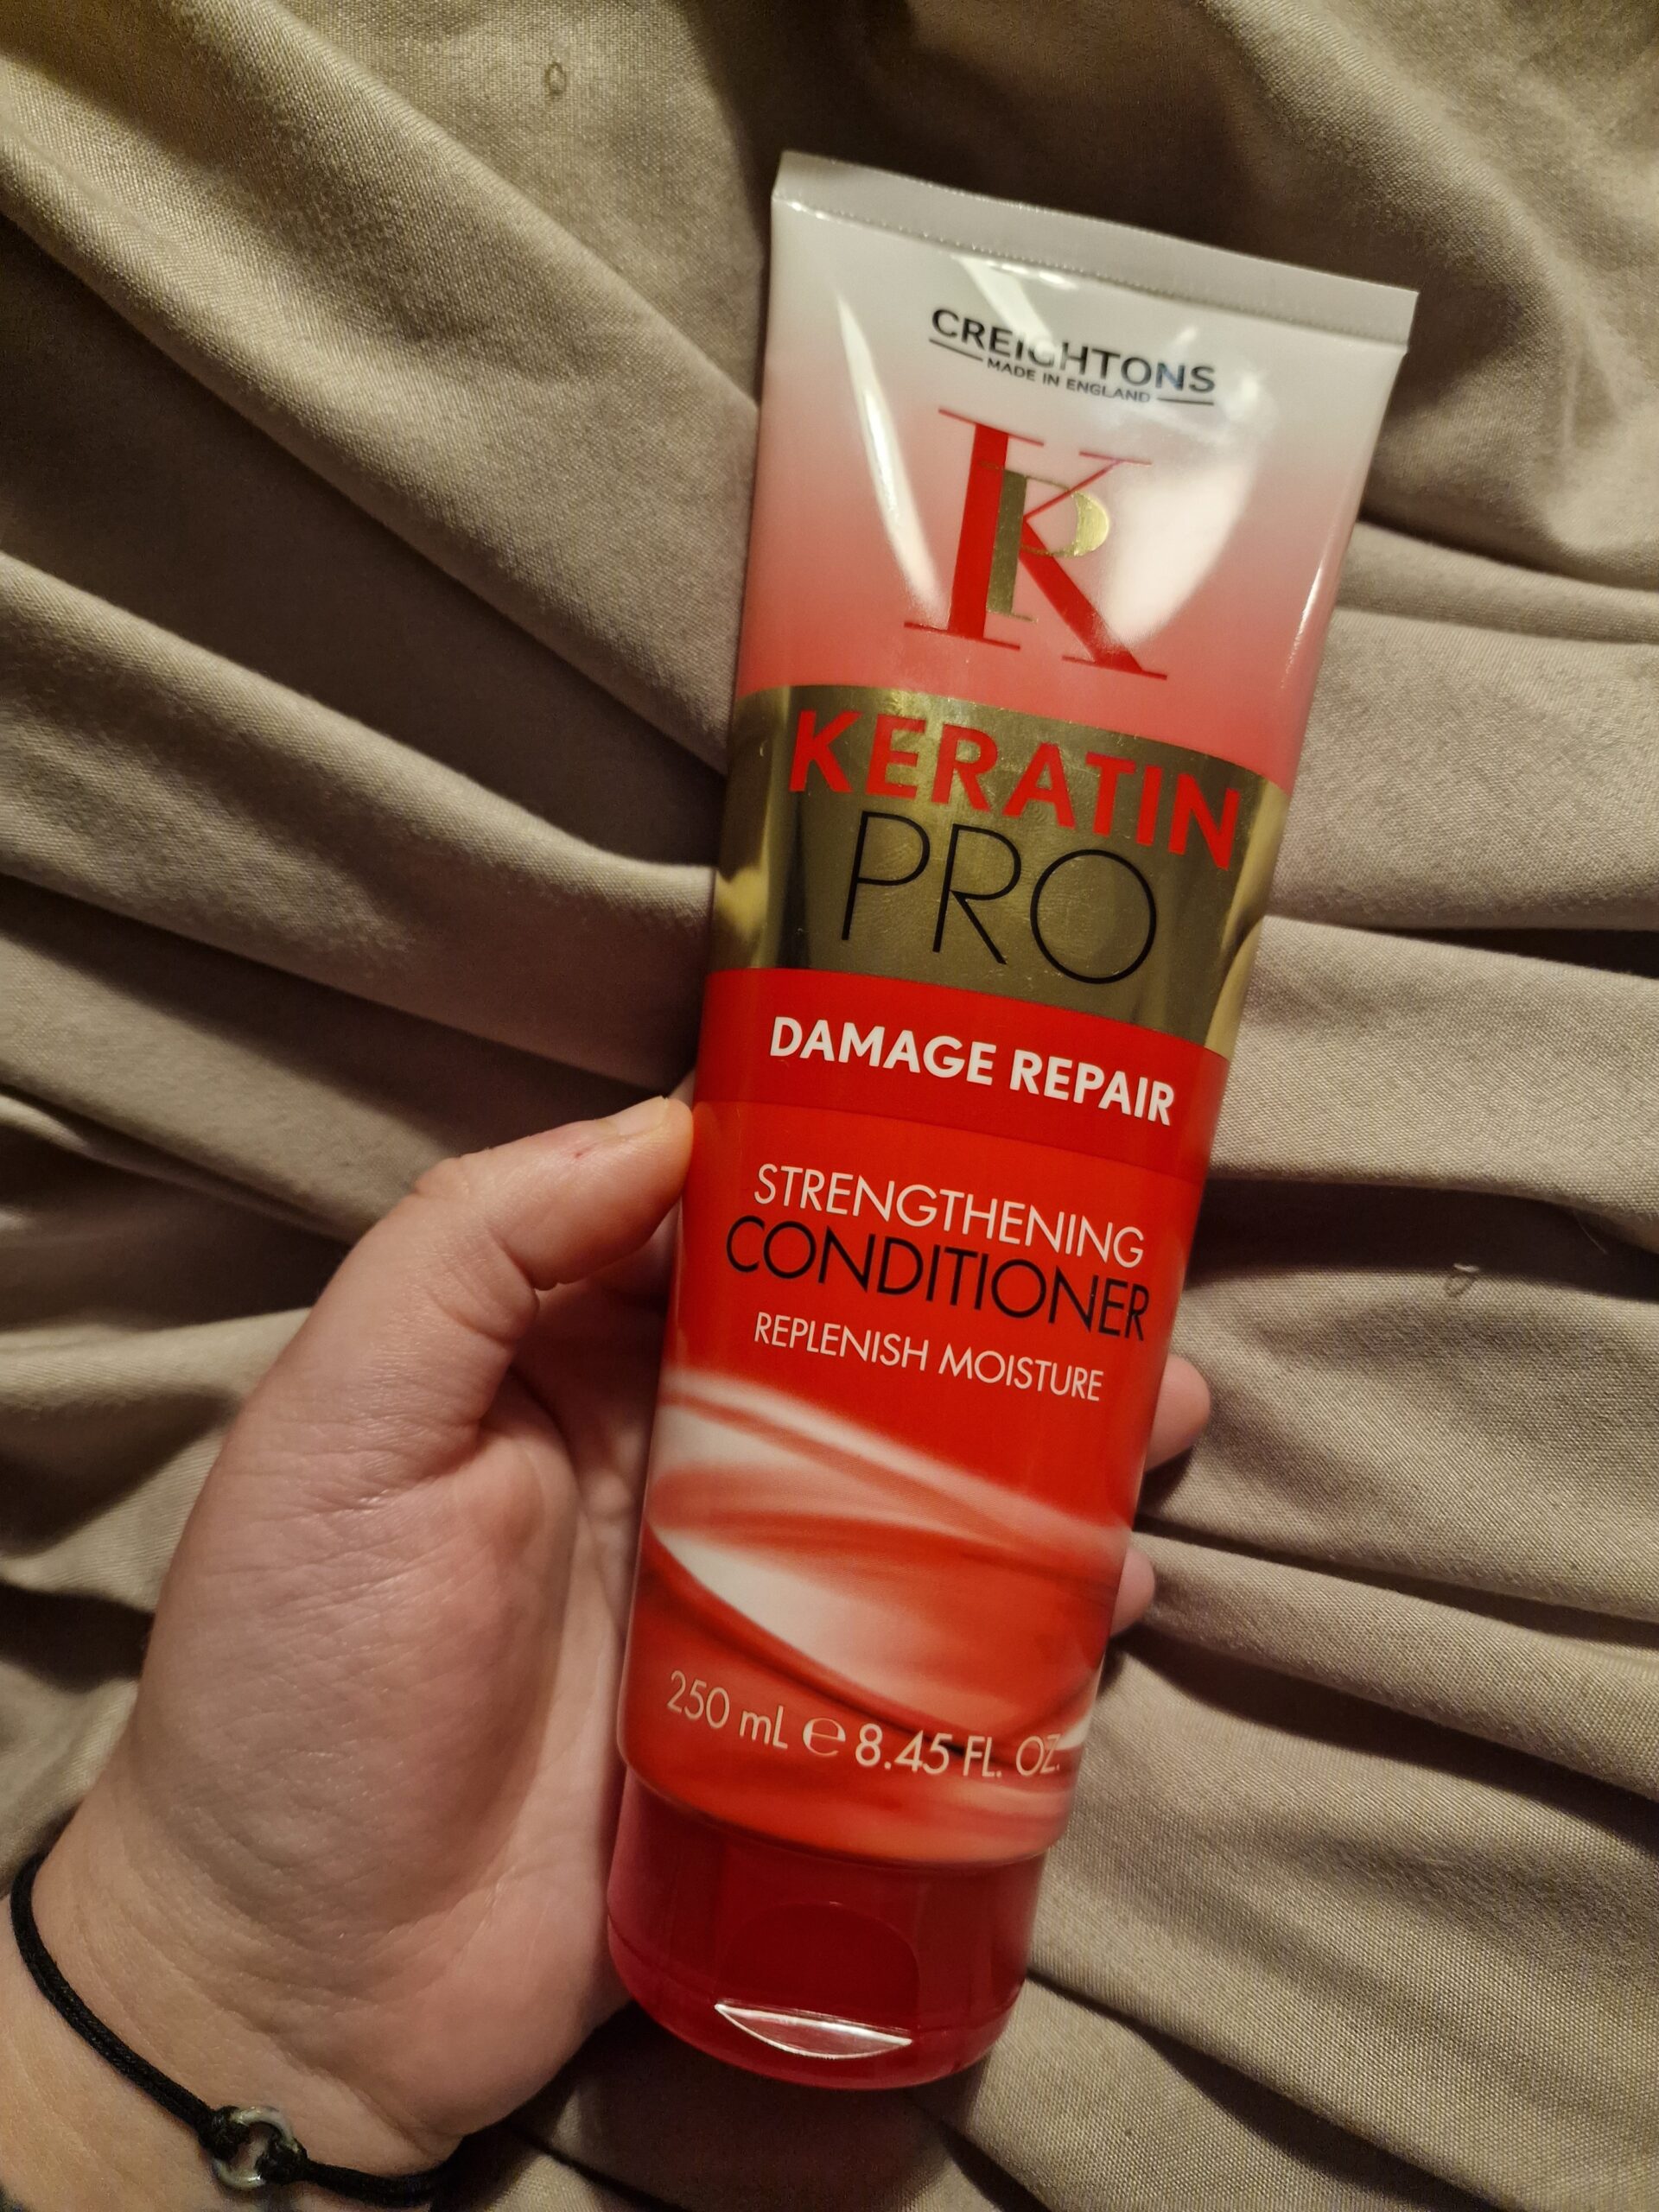 CREIGHTONS
MADE IN ENGLAND
KP
KERATIN
PRO
DAMAGE REPAIR
STRENGTHENING
CONDITIONER
REPLENISH MOISTURE
250 mL ℮ 8.45 FL. OZ.